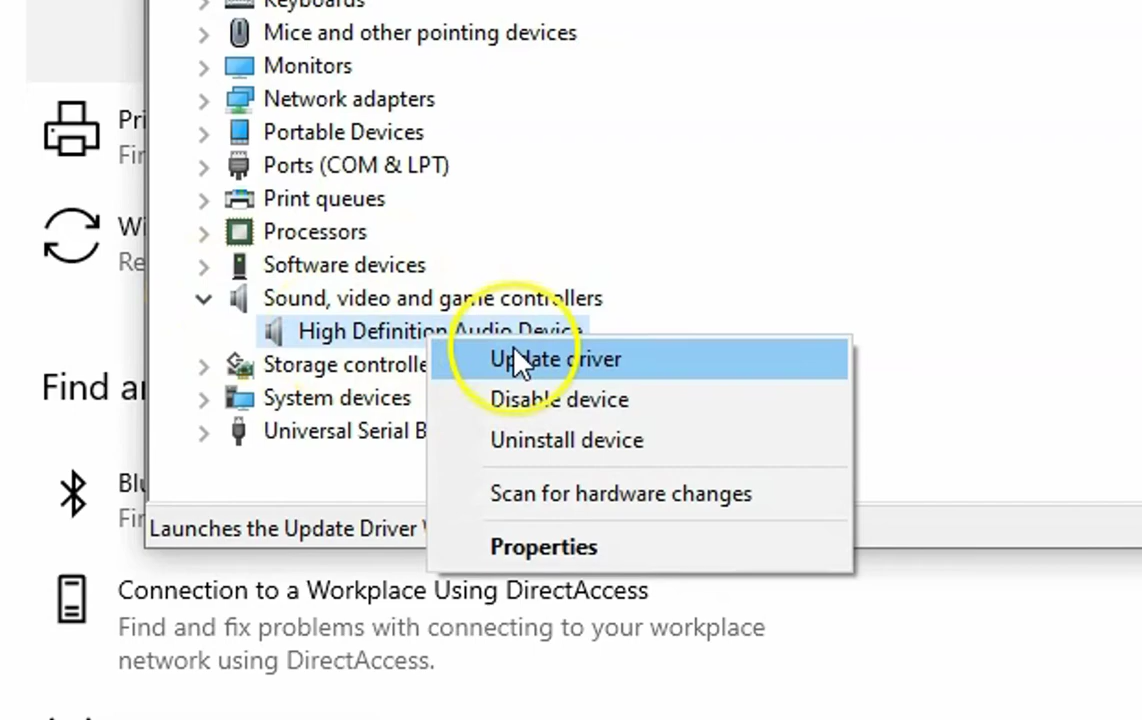 Keyboards
Mice and other pointing devices
Monitors
Network adapters
Portable Devices
Ports (COM & LPT)
Print queues
Processors
Software devices
Sound, video and game controllers
High Definition Audio Device
Storage controlle
System devices
Universal Serial B
Update driver
Disable device
Uninstall device
Scan for hardware changes
Properties
Launches the Update Driver
Pri
Fin
Wi
Re
Find an
Blu
Fin
Connection to a Workplace Using DirectAccess
Find and fix problems with connecting to your workplace
network using DirectAccess.